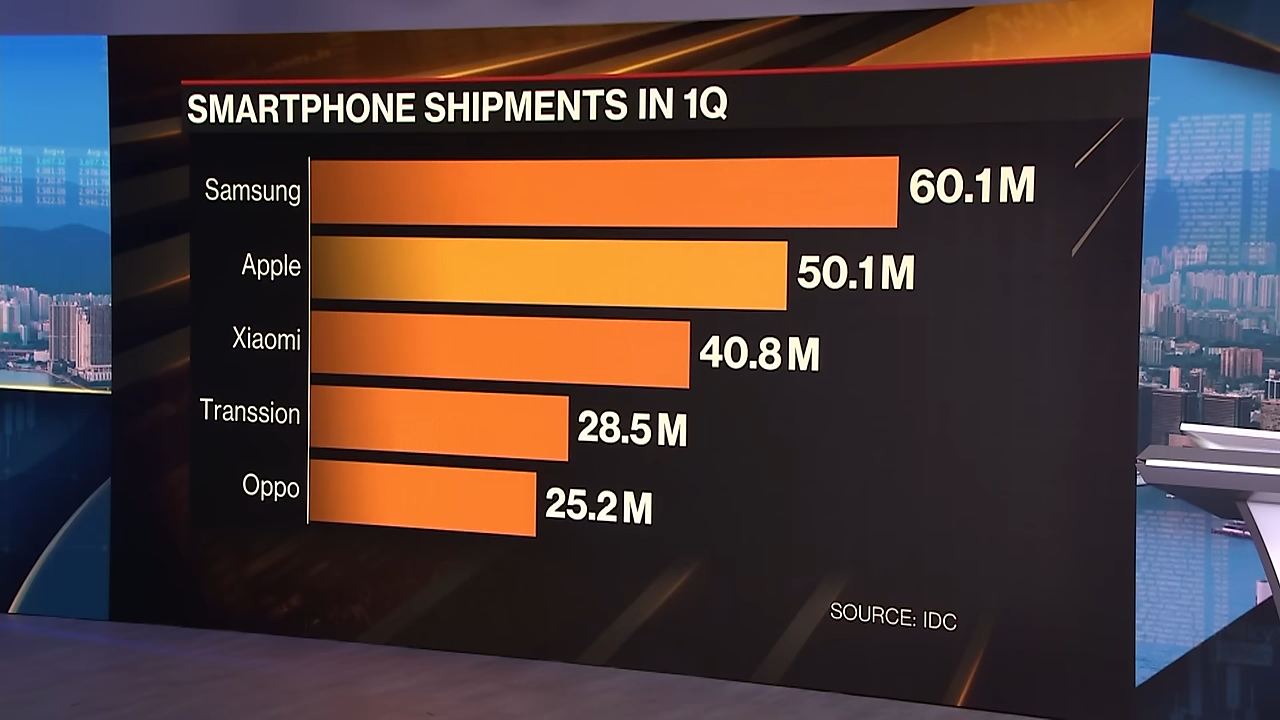 SMARTPHONE SHIPMENTS IN 1Q
Samsung 60.1M
Apple 50.1M
Xiaomi 40.8M
Transsion 28.5M
Oppo 25.2M
SOURCE: IDC